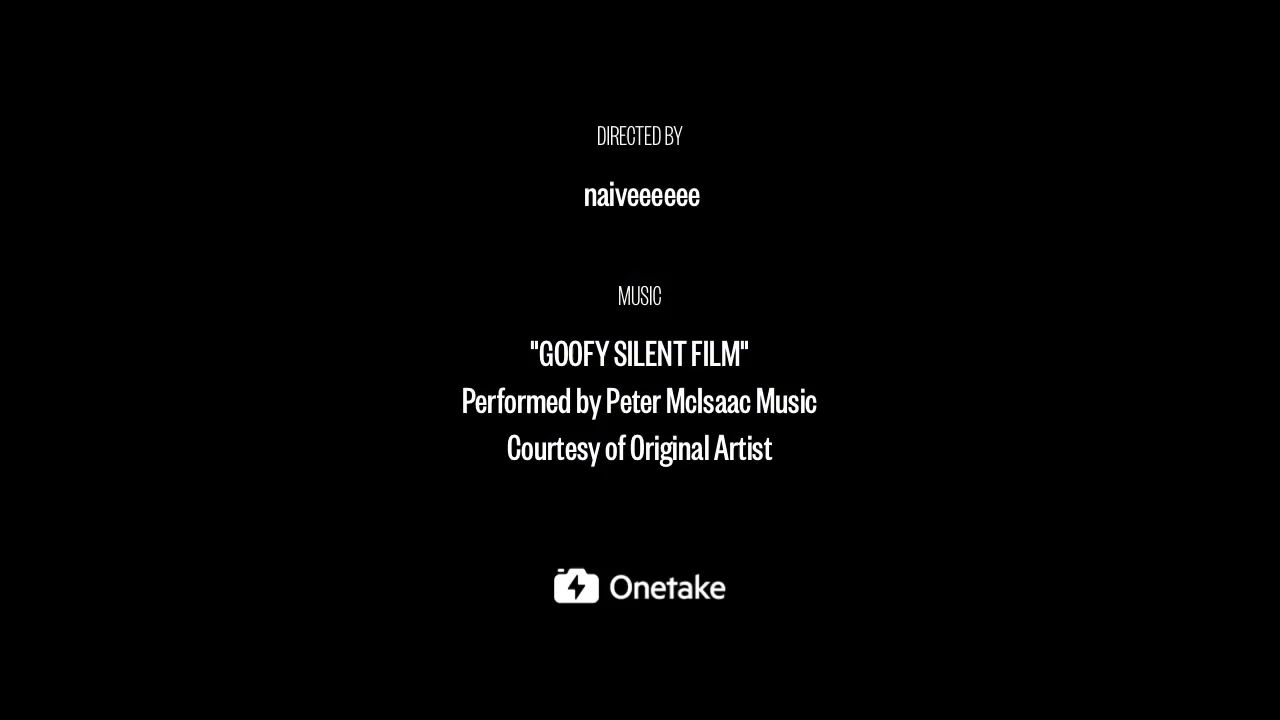 DIRECTED BY
naiveeeeee
MUSIC
"GOOFY SILENT FILM"
Performed by Peter McIsaac Music
Courtesy of Original Artist
Onetake